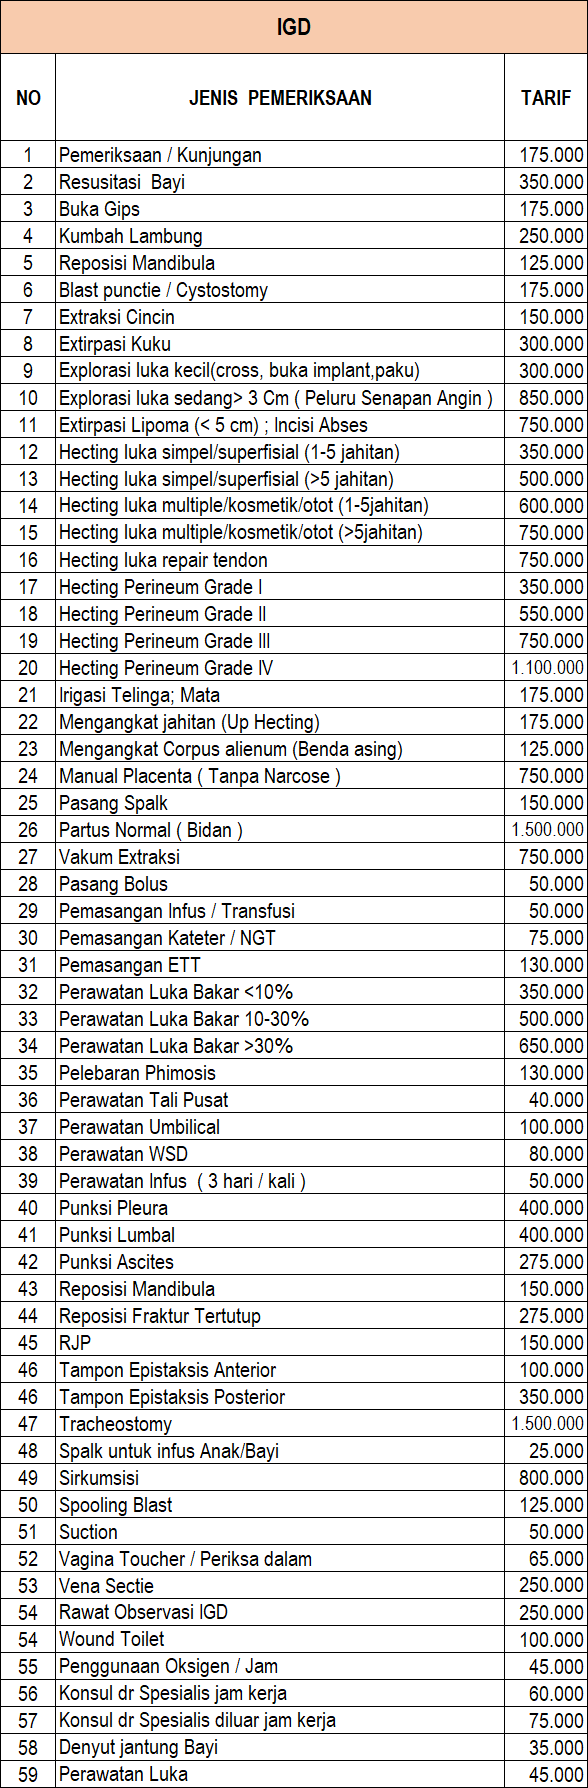 IGD
NO JENIS PEMERIKSAAN TARIF
1 Pemeriksaan / Kunjungan 175.000
2 Resusitasi Bayi 350.000
3 Buka Gips 175.000
4 Kumbah Lambung 250.000
5 Reposisi Mandibula 125.000
6 Blast punctie / Cystostomy 175.000
7 Extraksi Cincin 150.000
8 Extirpasi Kuku 300.000
9 Explorasi luka kecil(cross, buka implant,paku) 300.000
10 Explorasi luka sedang> 3 Cm ( Peluru Senapan Angin ) 850.000
11 Extirpasi Lipoma (< 5 cm) ; Incisi Abses 750.000
12 Hecting luka simpel/superfisial (1-5 jahitan) 350.000
13 Hecting luka simpel/superfisial (>5 jahitan) 500.000
14 Hecting luka multiple/kosmetik/otot (1-5jahitan) 600.000
15 Hecting luka multiple/kosmetik/otot (>5jahitan) 750.000
16 Hecting luka repair tendon 750.000
17 Hecting Perineum Grade I 350.000
18 Hecting Perineum Grade II 550.000
19 Hecting Perineum Grade III 750.000
20 Hecting Perineum Grade IV 1.100.000
21 Irigasi Telinga; Mata 175.000
22 Mengangkat jahitan (Up Hecting) 175.000
23 Mengangkat Corpus alienum (Benda asing) 125.000
24 Manual Placenta ( Tanpa Narcose ) 750.000
25 Pasang Spalk 150.000
26 Partus Normal ( Bidan ) 1.500.000
27 Vakum Extraksi 750.000
28 Pasang Bolus 50.000
29 Pemasangan Infus / Transfusi 50.000
30 Pemasangan Kateter / NGT 75.000
31 Pemasangan ETT 130.000
32 Perawatan Luka Bakar <10% 350.000
33 Perawatan Luka Bakar 10-30% 500.000
34 Perawatan Luka Bakar >30% 650.000
35 Pelebaran Phimosis 130.000
36 Perawatan Tali Pusat 40.000
37 Perawatan Umbilical 100.000
38 Perawatan WSD 80.000
39 Perawatan Infus ( 3 hari / kali ) 50.000
40 Punksi Pleura 400.000
41 Punksi Lumbal 400.000
42 Punksi Ascites 275.000
43 Reposisi Mandibula 150.000
44 Reposisi Fraktur Tertutup 275.000
45 RJP 150.000
46 Tampon Epistaksis Anterior 100.000
46 Tampon Epistaksis Posterior 350.000
47 Tracheostomy 1.500.000
48 Spalk untuk infus Anak/Bayi 25.000
49 Sirkumsisi 800.000
50 Spooling Blast 125.000
51 Suction 50.000
52 Vagina Toucher / Periksa dalam 65.000
53 Vena Sectie 250.000
54 Rawat Observasi IGD 250.000
54 Wound Toilet 100.000
55 Penggunaan Oksigen / Jam 45.000
56 Konsul dr Spesialis jam kerja 60.000
57 Konsul dr Spesialis diluar jam kerja 75.000
58 Denyut jantung Bayi 35.000
59 Perawatan Luka 45.000